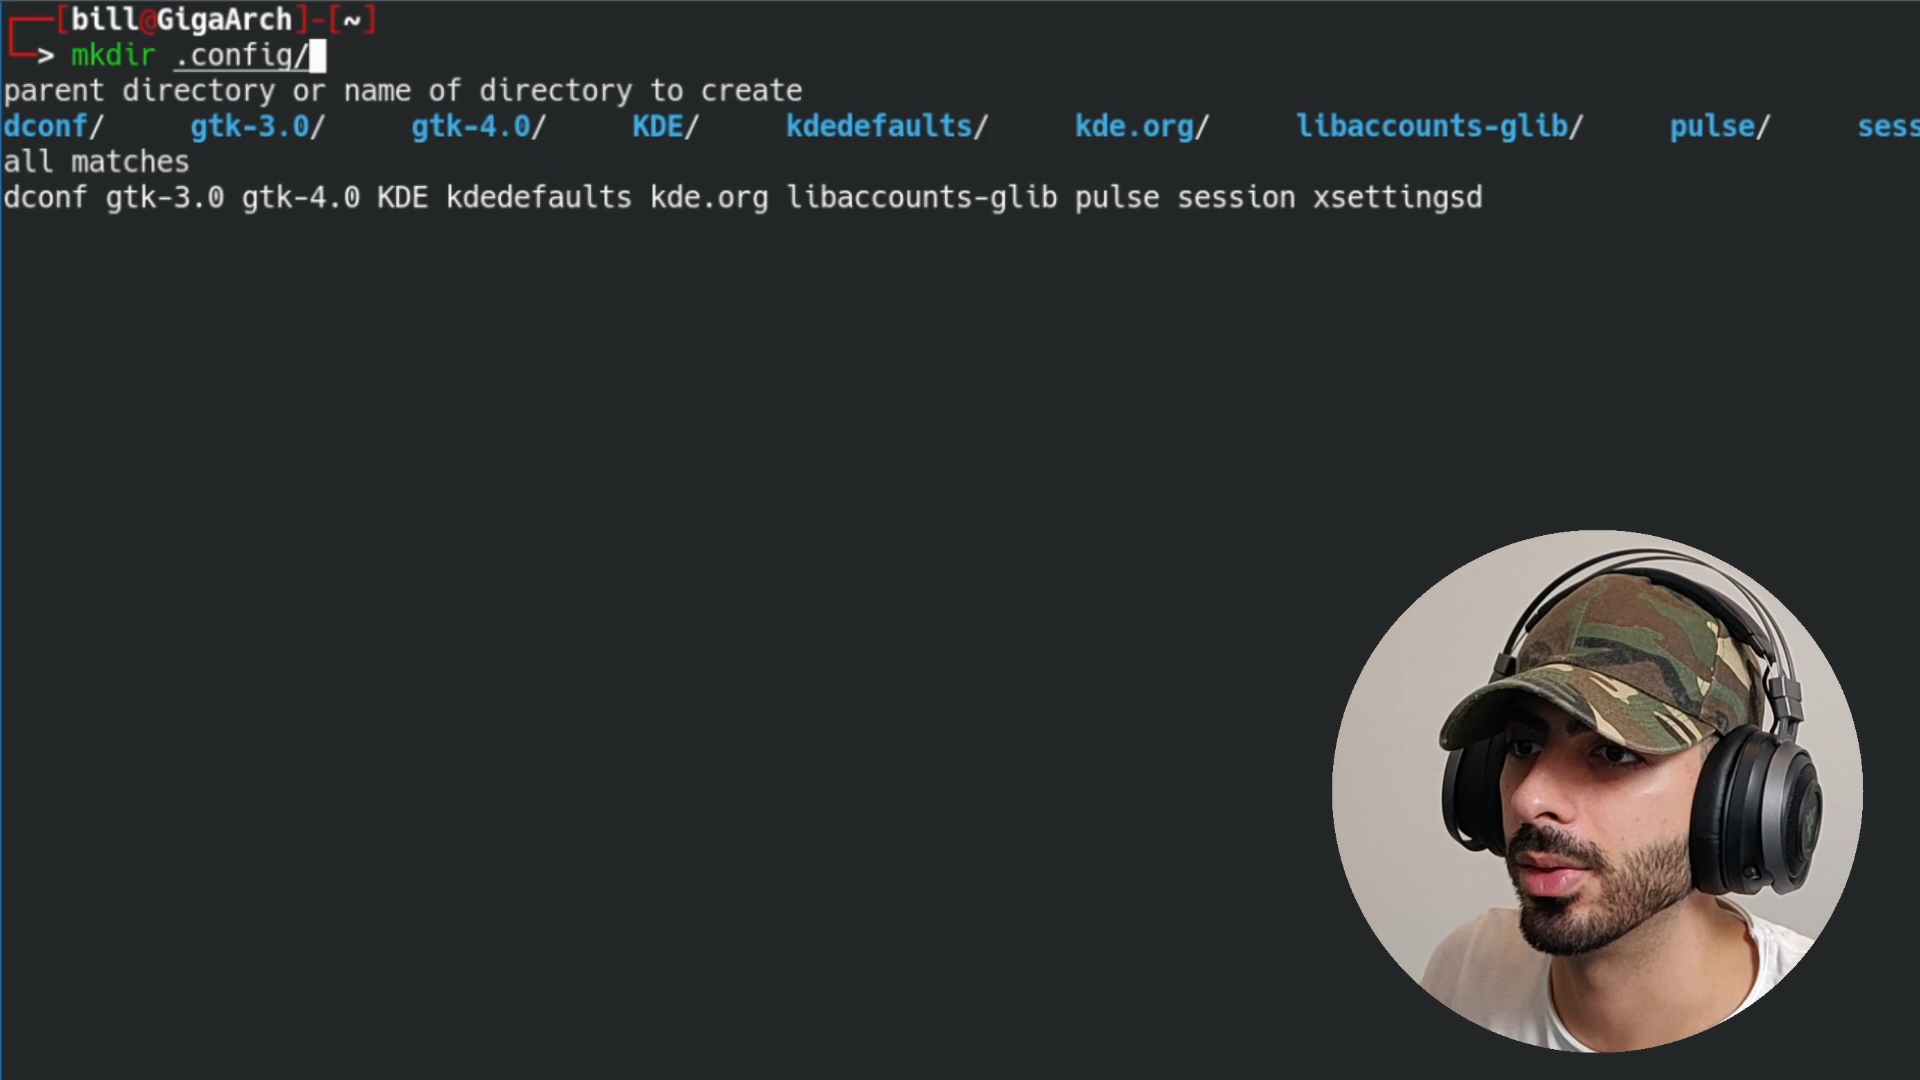 [bill@GigaArch]-[~]
> mkdir .config/
parent directory or name of directory to create
dconf/ gtk-3.0/ gtk-4.0/ KDE/ kdedefaults/ kde.org/ libaccounts-glib/ pulse/ sess
all matches
dconf gtk-3.0 gtk-4.0 KDE kdedefaults kde.org libaccounts-glib pulse session xsettingsd